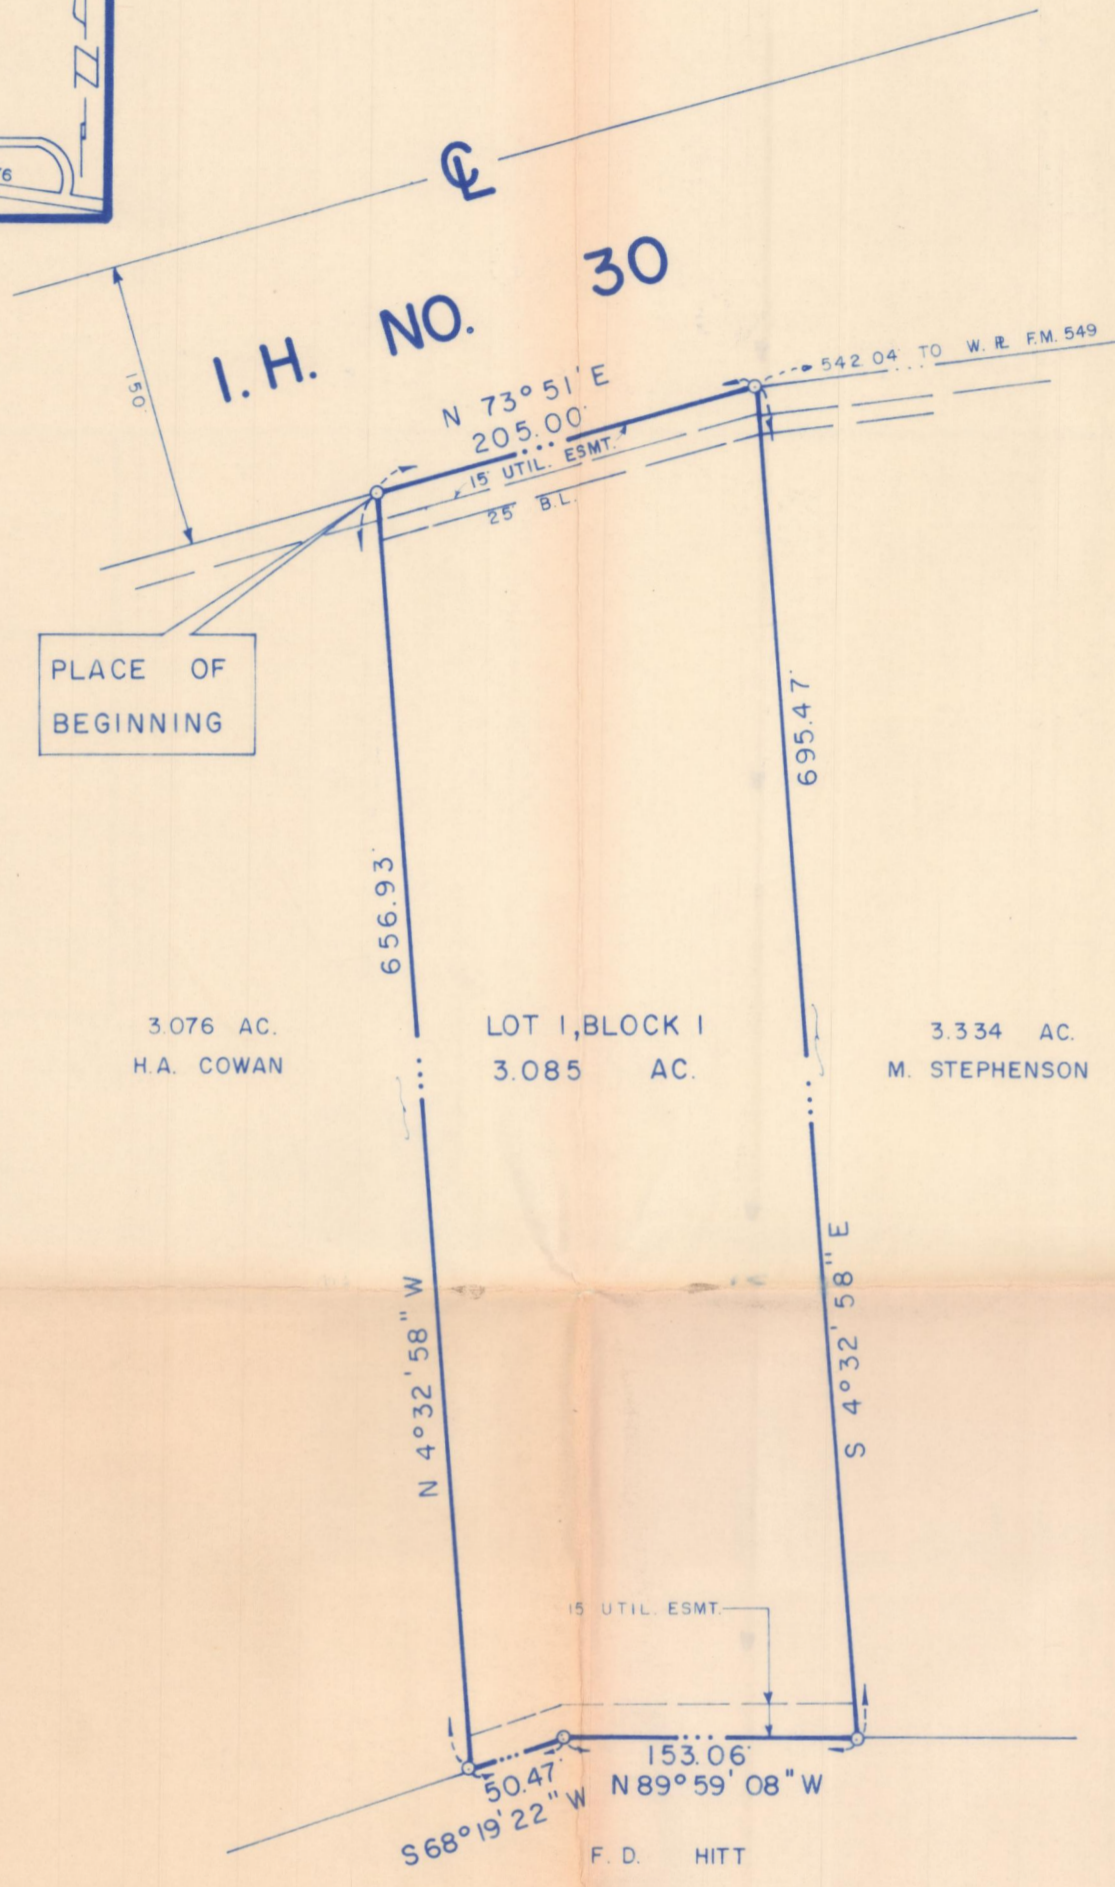 76
℄
I. H. NO. 30
150'
N 73° 51' E
205.00'
542.04' TO W. ⅊ F.M. 549
15' UTIL. ESMT.
25' B.L.
PLACE OF
BEGINNING
695.47'
656.93'
3.076 AC.
H.A. COWAN
LOT 1, BLOCK 1
3.085 AC.
3.334 AC.
M. STEPHENSON
N 4° 32' 58" W
S 4° 32' 58" E
15' UTIL. ESMT.
153.06'
N 89° 59' 08" W
50.47'
S 68° 19' 22" W
F. D. HITT